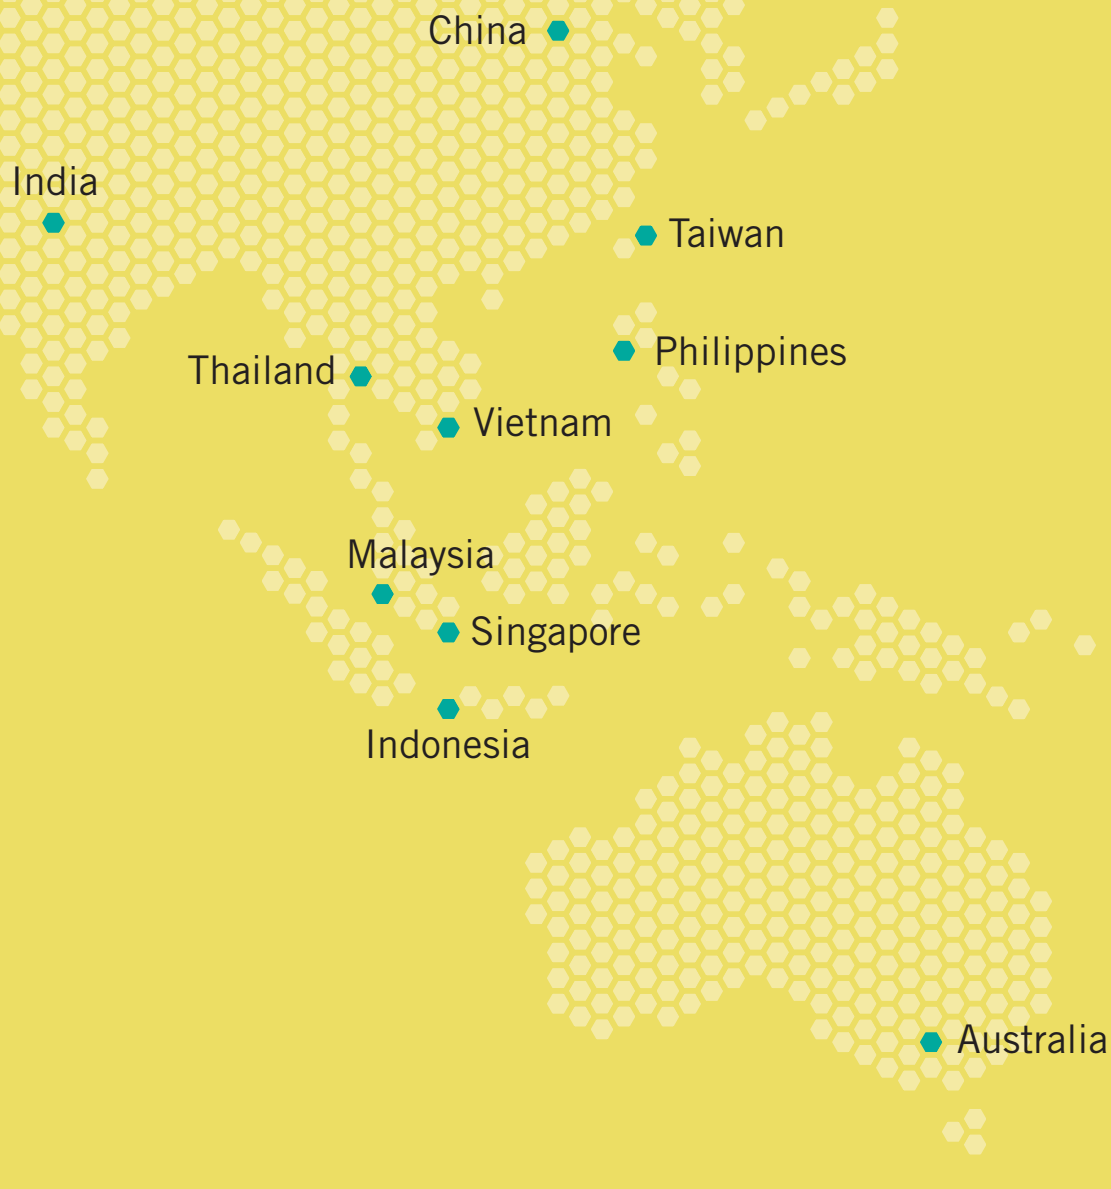 China
India
Taiwan
Philippines
Thailand
Vietnam
Malaysia
Singapore
Indonesia
Australia